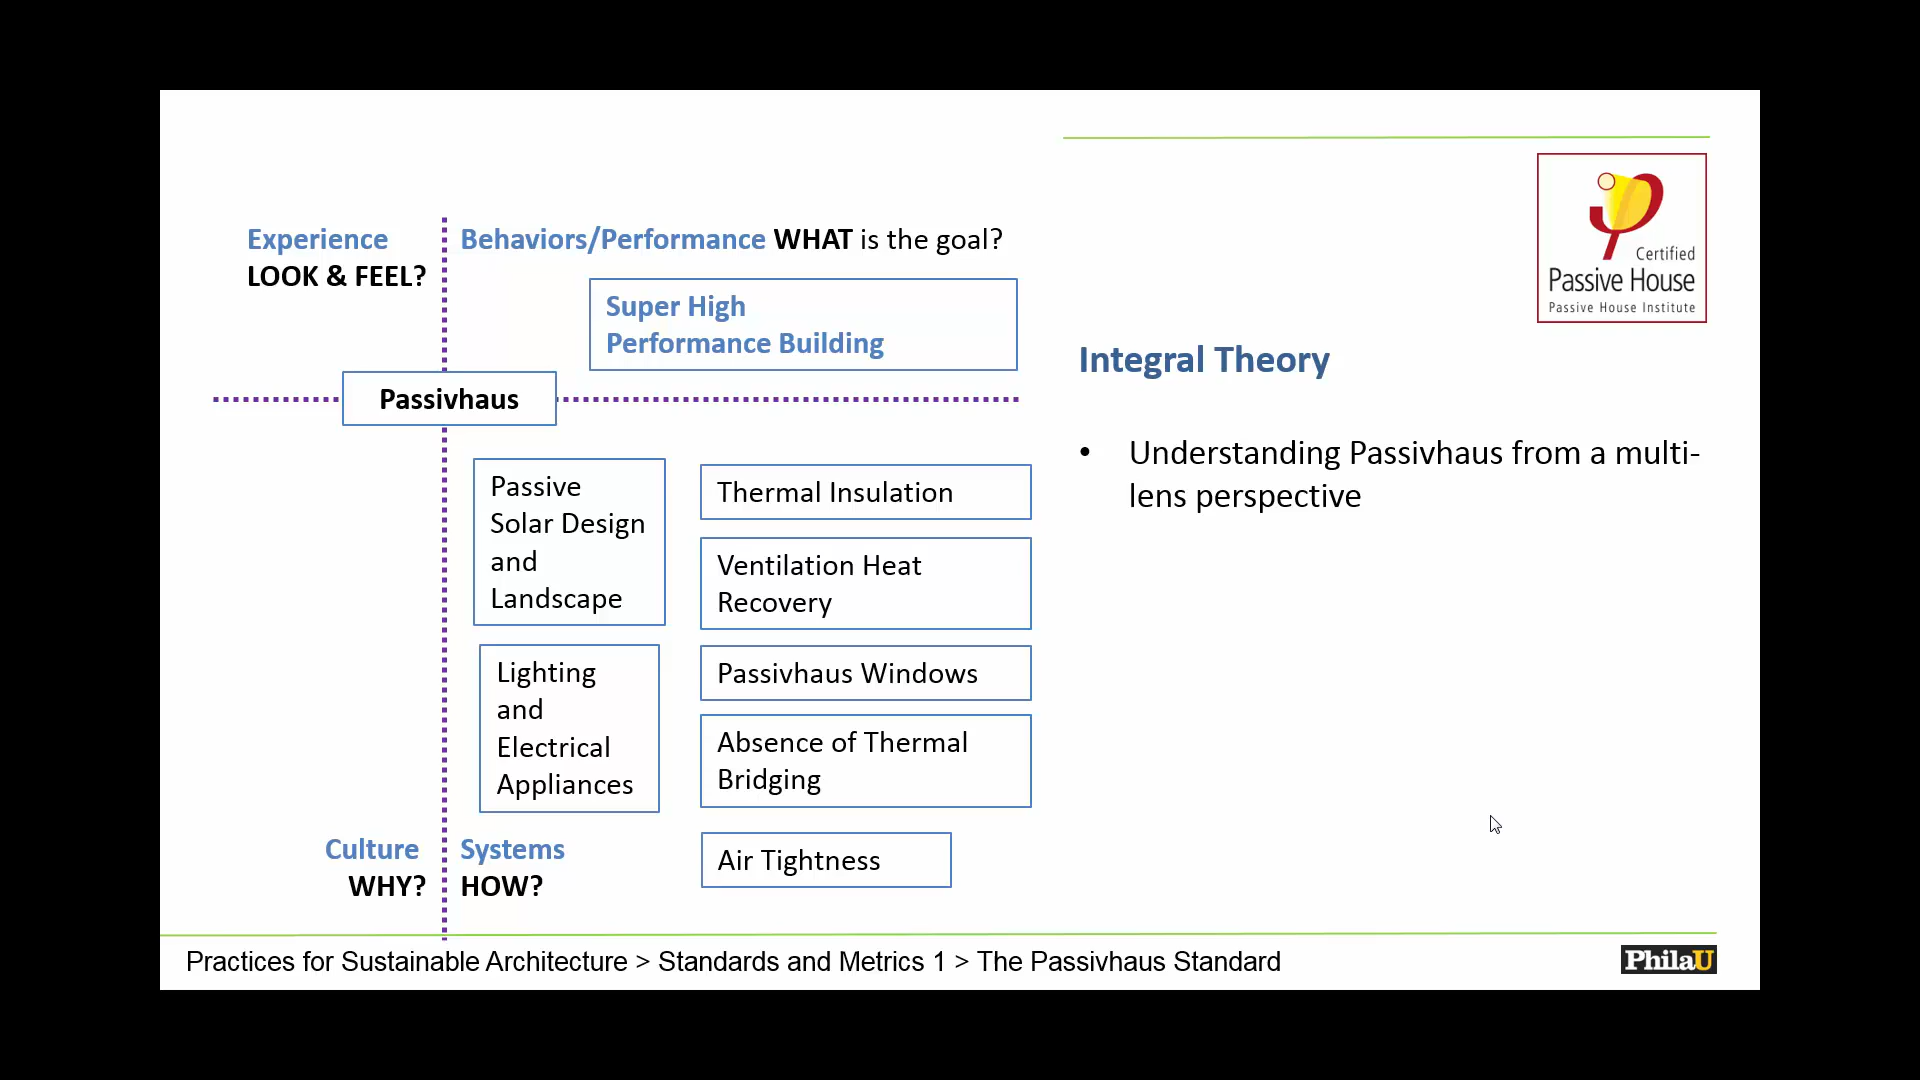 Experience
LOOK & FEEL?
Behaviors/Performance WHAT is the goal?
Super High
Performance Building
Passivhaus
Passive
Solar Design
and
Landscape
Thermal Insulation
Ventilation Heat
Recovery
Passivhaus Windows
Lighting
and
Electrical
Appliances
Absence of Thermal
Bridging
Air Tightness
Culture
WHY?
Systems
HOW?
Certified
Passive House
Passive House Institute
Integral Theory
• Understanding Passivhaus from a multi-
lens perspective
Practices for Sustainable Architecture > Standards and Metrics 1 > The Passivhaus Standard
PhilaU